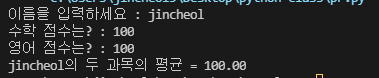 이름을 입력하세요 : jincheol
수학 점수는? : 100
영어 점수는? : 100
jincheol의 두 과목의 평균 = 100.00